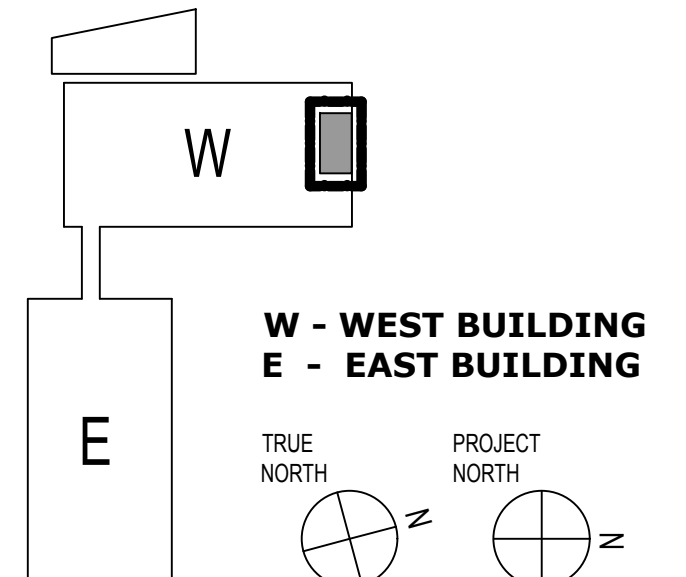 W
W - WEST BUILDING
E - EAST BUILDING
E
TRUE
NORTH
PROJECT
NORTH
N
N